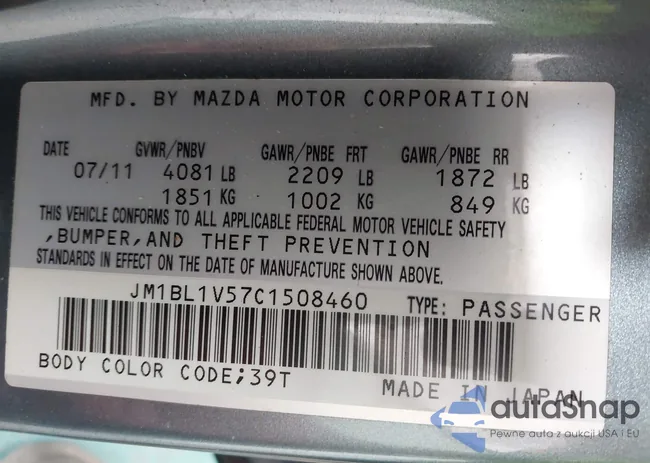 MFD. BY MAZDA MOTOR CORPORATION
DATE GVWR/PNBV GAWR/PNBE FRT GAWR/PNBE RR
07/11 4081 LB 2209 LB 1872 LB
1851 KG 1002 KG 849 KG
THIS VEHICLE CONFORMS TO ALL APPLICABLE FEDERAL MOTOR VEHICLE SAFETY
,BUMPER,AND THEFT PREVENTION
STANDARDS IN EFFECT ON THE DATE OF MANUFACTURE SHOWN ABOVE.
JM1BL1V57C1508460 TYPE: PASSENGER
BODY COLOR CODE;39T
MADE IN JAPAN
autoSnap
Pewne auta z aukcji USA i EU